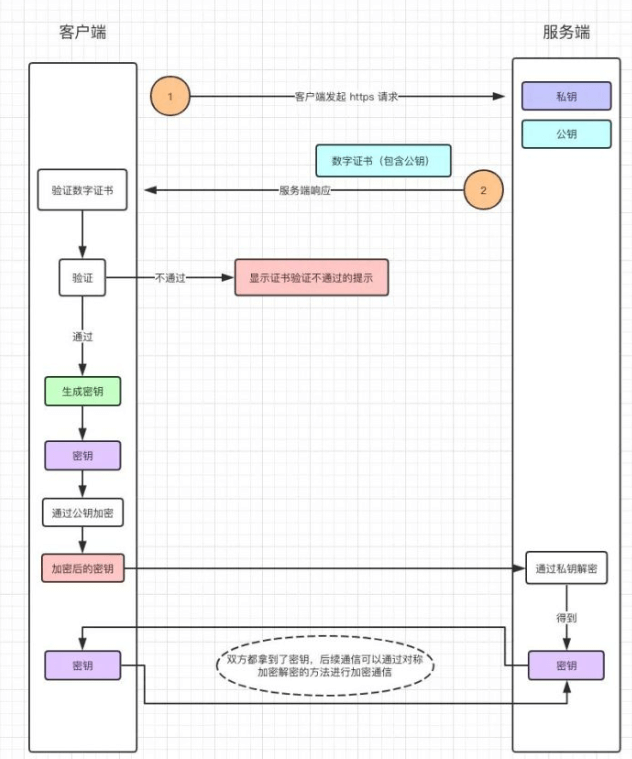 客户端
服务端
1
客户端发起 https 请求
私钥
公钥
数字证书（包含公钥）
验证数字证书
服务端响应
2
验证
不通过
显示证书验证不通过的提示
通过
生成密钥
密钥
通过公钥加密
加密后的密钥
通过私钥解密
得到
密钥
双方都拿到了密钥，后续通信可以通过对称
加密解密的方法进行加密通信
密钥